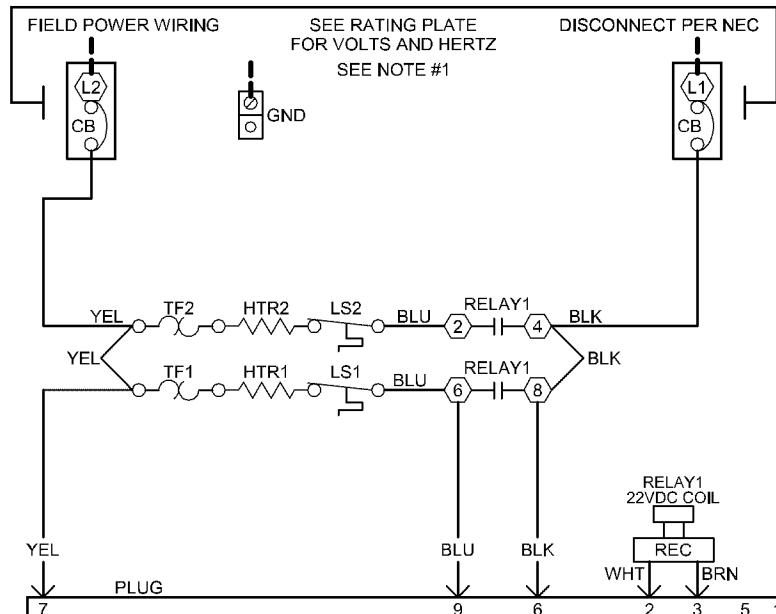 FIELD POWER WIRING
SEE RATING PLATE
FOR VOLTS AND HERTZ
SEE NOTE #1
DISCONNECT PER NEC
L2
CB
GND
L1
CB
YEL
TF2
HTR2
LS2
BLU
2
RELAY1
4
BLK
YEL
BLK
TF1
HTR1
LS1
BLU
6
RELAY1
8
RELAY1
22VDC COIL
REC
YEL
BLU
BLK
WHT
BRN
PLUG
7
9
6
2
3
5